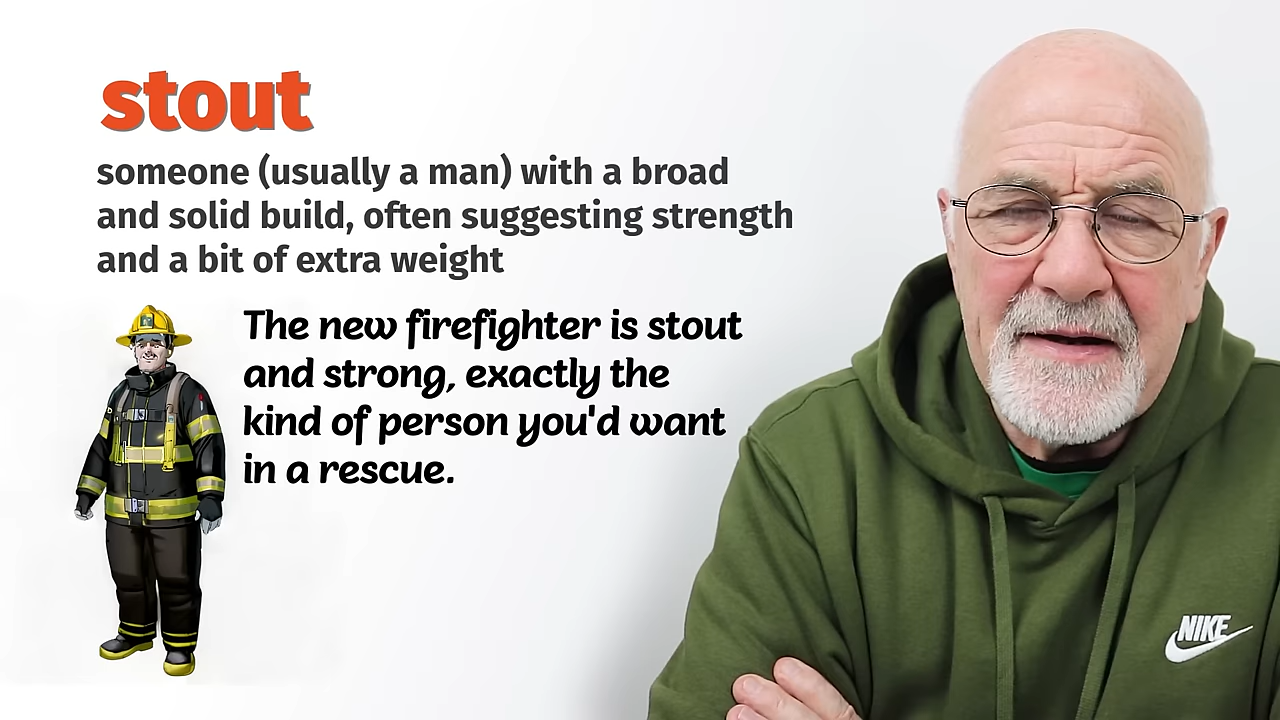 stout
someone (usually a man) with a broad
and solid build, often suggesting strength
and a bit of extra weight
The new firefighter is stout
and strong, exactly the
kind of person you'd want
in a rescue.
NIKE